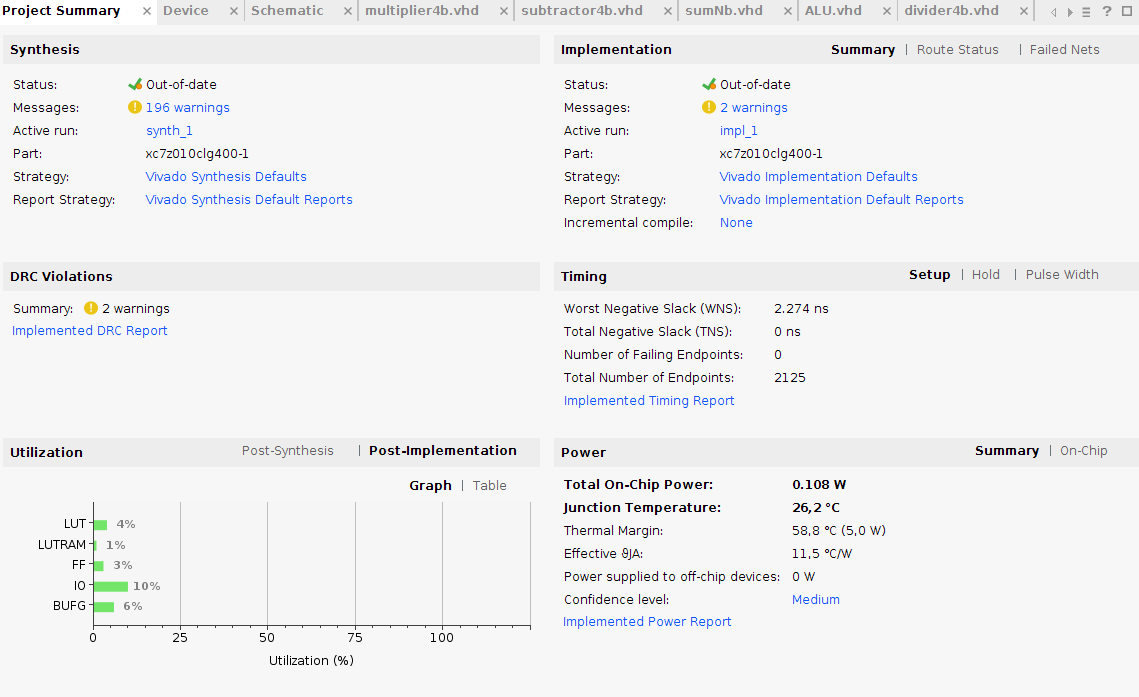 Project Summary × Device × Schematic × multiplier4b.vhd × subtractor4b.vhd × sumNb.vhd × ALU.vhd × divider4b.vhd × ?
Synthesis
Status: Out-of-date
Messages: 196 warnings
Active run: synth_1
Part: xc7z010clg400-1
Strategy: Vivado Synthesis Defaults
Report Strategy: Vivado Synthesis Default Reports
Implementation Summary | Route Status | Failed Nets
Status: Out-of-date
Messages: 2 warnings
Active run: impl_1
Part: xc7z010clg400-1
Strategy: Vivado Implementation Defaults
Report Strategy: Vivado Implementation Default Reports
Incremental compile: None
DRC Violations
Summary: 2 warnings
Implemented DRC Report
Timing Setup | Hold | Pulse Width
Worst Negative Slack (WNS): 2.274 ns
Total Negative Slack (TNS): 0 ns
Number of Failing Endpoints: 0
Total Number of Endpoints: 2125
Implemented Timing Report
Utilization Post-Synthesis | Post-Implementation
Graph | Table
LUT 4%
LUTRAM 1%
FF 3%
IO 10%
BUFG 6%
0 25 50 75 100
Utilization (%)
Power Summary | On-Chip
Total On-Chip Power: 0.108 W
Junction Temperature: 26,2 °C
Thermal Margin: 58,8 °C (5,0 W)
Effective ϑJA: 11,5 °C/W
Power supplied to off-chip devices: 0 W
Confidence level: Medium
Implemented Power Report